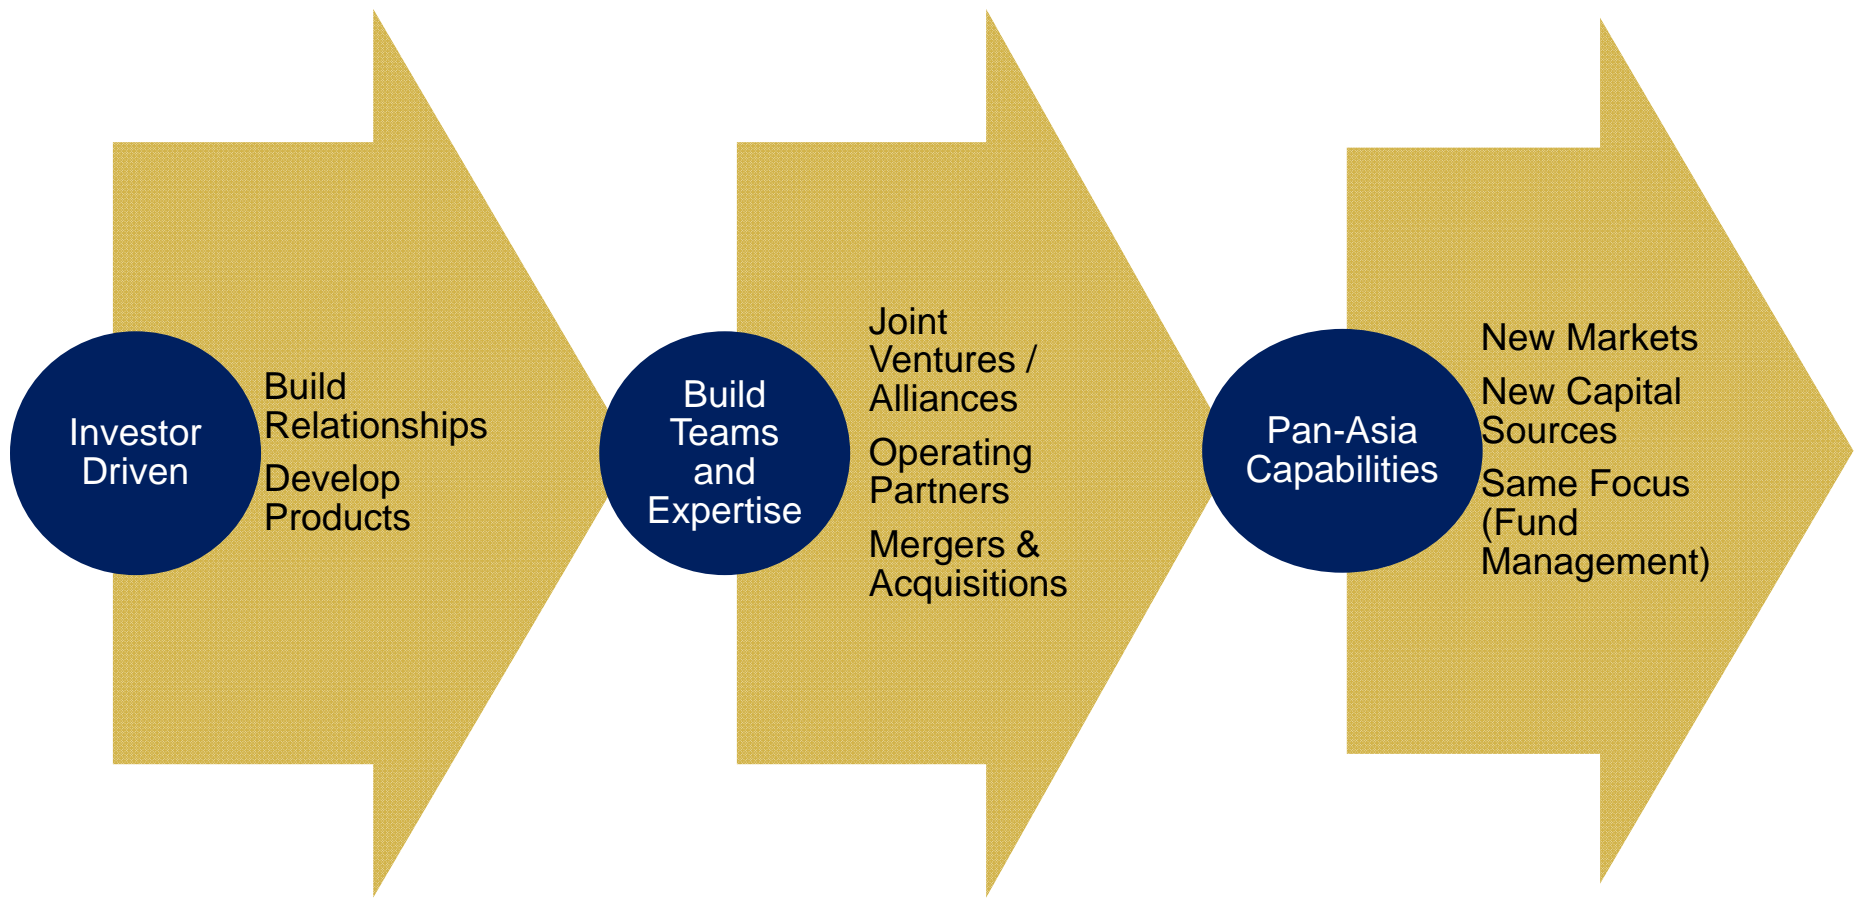 Investor
Driven
Build
Relationships
Develop
Products
Build
Teams
and
Expertise
Joint
Ventures /
Alliances
Operating
Partners
Mergers &
Acquisitions
Pan-Asia
Capabilities
New Markets
New Capital
Sources
Same Focus
(Fund
Management)